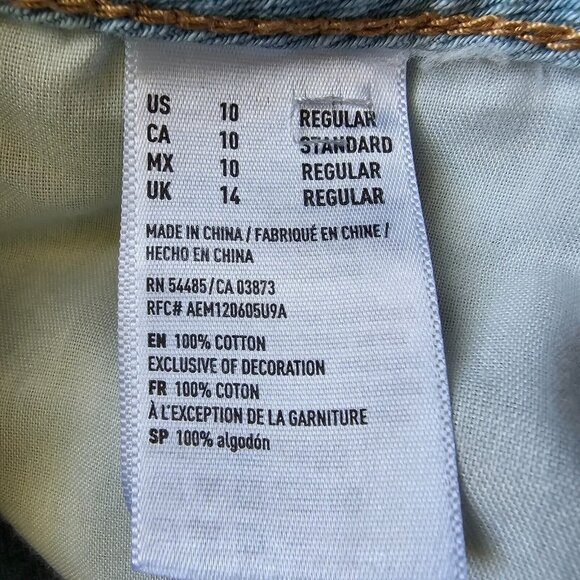 US 10 REGULAR
CA 10 STANDARD
MX 10 REGULAR
UK 14 REGULAR
MADE IN CHINA / FABRIQUÉ EN CHINE /
HECHO EN CHINA
RN 54485/CA 03873
RFC# AEM120605U9A
EN 100% COTTON
EXCLUSIVE OF DECORATION
FR 100% COTON
À L'EXCEPTION DE LA GARNITURE
SP 100% algodón